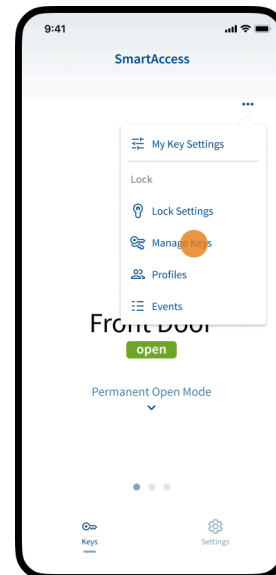 9:41
SmartAccess
My Key Settings
Lock
Lock Settings
Manage Keys
Profiles
Events
Front Door
open
Permanent Open Mode
Keys
Settings